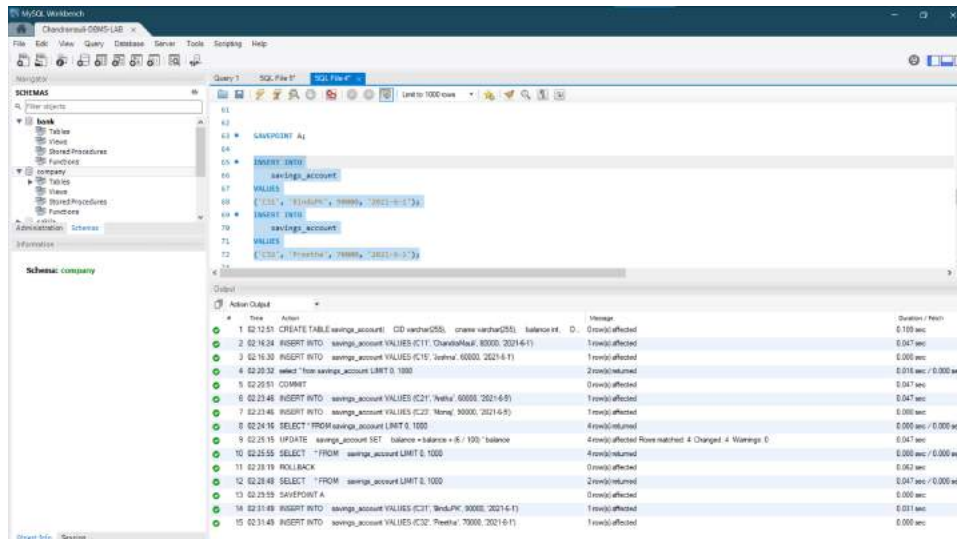 MySQL Workbench
Chandramauli-DBMS-LAB
File Edit View Query Database Server Tools Scripting Help
Navigator
SCHEMAS
Filter objects
bank
Tables
Views
Stored Procedures
Functions
company
Tables
Views
Stored Procedures
Functions
Administration Schemas
Information
Schema: company
Object Info Session
Query 1 SQL File 4*
Limit to 1000 rows
61
62
63 SAVEPOINT A;
64
65 INSERT INTO
66 savings_account
67 VALUES
68 ('C31', 'BinduPK', 90000, '2021-6-1');
69 INSERT INTO
70 savings_account
71 VALUES
72 ('C32', 'Preetha', 70000, '2021-6-1');
Output
Action Output
# Time Action Message Duration / Fetch
1 02:12:51 CREATE TABLE savings_account( CID varchar(255), cname varchar(255), balance int, D... 0 row(s) affected 0.109 sec
2 02:16:24 INSERT INTO savings_account VALUES (C11', 'ChandraMauli', 80000, '2021-6-1') 1 row(s) affected 0.047 sec
3 02:16:30 INSERT INTO savings_account VALUES (C15', 'Joshna', 60000, '2021-6-1') 1 row(s) affected 0.000 sec
4 02:20:32 select * from savings_account LIMIT 0, 1000 2 row(s) returned 0.016 sec / 0.000 se
5 02:20:51 COMMIT 0 row(s) affected 0.047 sec
6 02:23:46 INSERT INTO savings_account VALUES (C21', 60000, '2021-6-9') 1 row(s) affected 0.047 sec
7 02:23:46 INSERT INTO savings_account VALUES 'Manoj', 50000, '2021-6-9') 1 row(s) affected 0.000 sec
8 02:24:16 SELECT * FROM savings_account LIMIT 0, 1000 4 row(s) returned 0.000 sec / 0.000 se
9 02:25:15 UPDATE savings_account SET balance = balance + (6 / 100) * balance 4 row(s) affected Rows matched: 4 Changed: 4 Warnings: 0 0.047 sec
10 02:25:55 SELECT * FROM savings_account LIMIT 0, 1000 4 row(s) returned 0.000 sec / 0.000 se
11 02:28:19 ROLLBACK 0 row(s) affected 0.062 sec
12 02:28:48 SELECT * FROM savings_account LIMIT 0, 1000 2 row(s) returned 0.047 sec / 0.000 se
13 02:29:59 SAVEPOINT A 0 row(s) affected 0.000 sec
14 02:31:49 INSERT INTO savings_account VALUES (C31', 'BinduPK', 90000, '2021-6-1') 1 row(s) affected 0.031 sec
15 02:31:49 INSERT INTO savings_account VALUES (C32', 'Preetha', 70000, '2021-6-1') 1 row(s) affected 0.000 sec